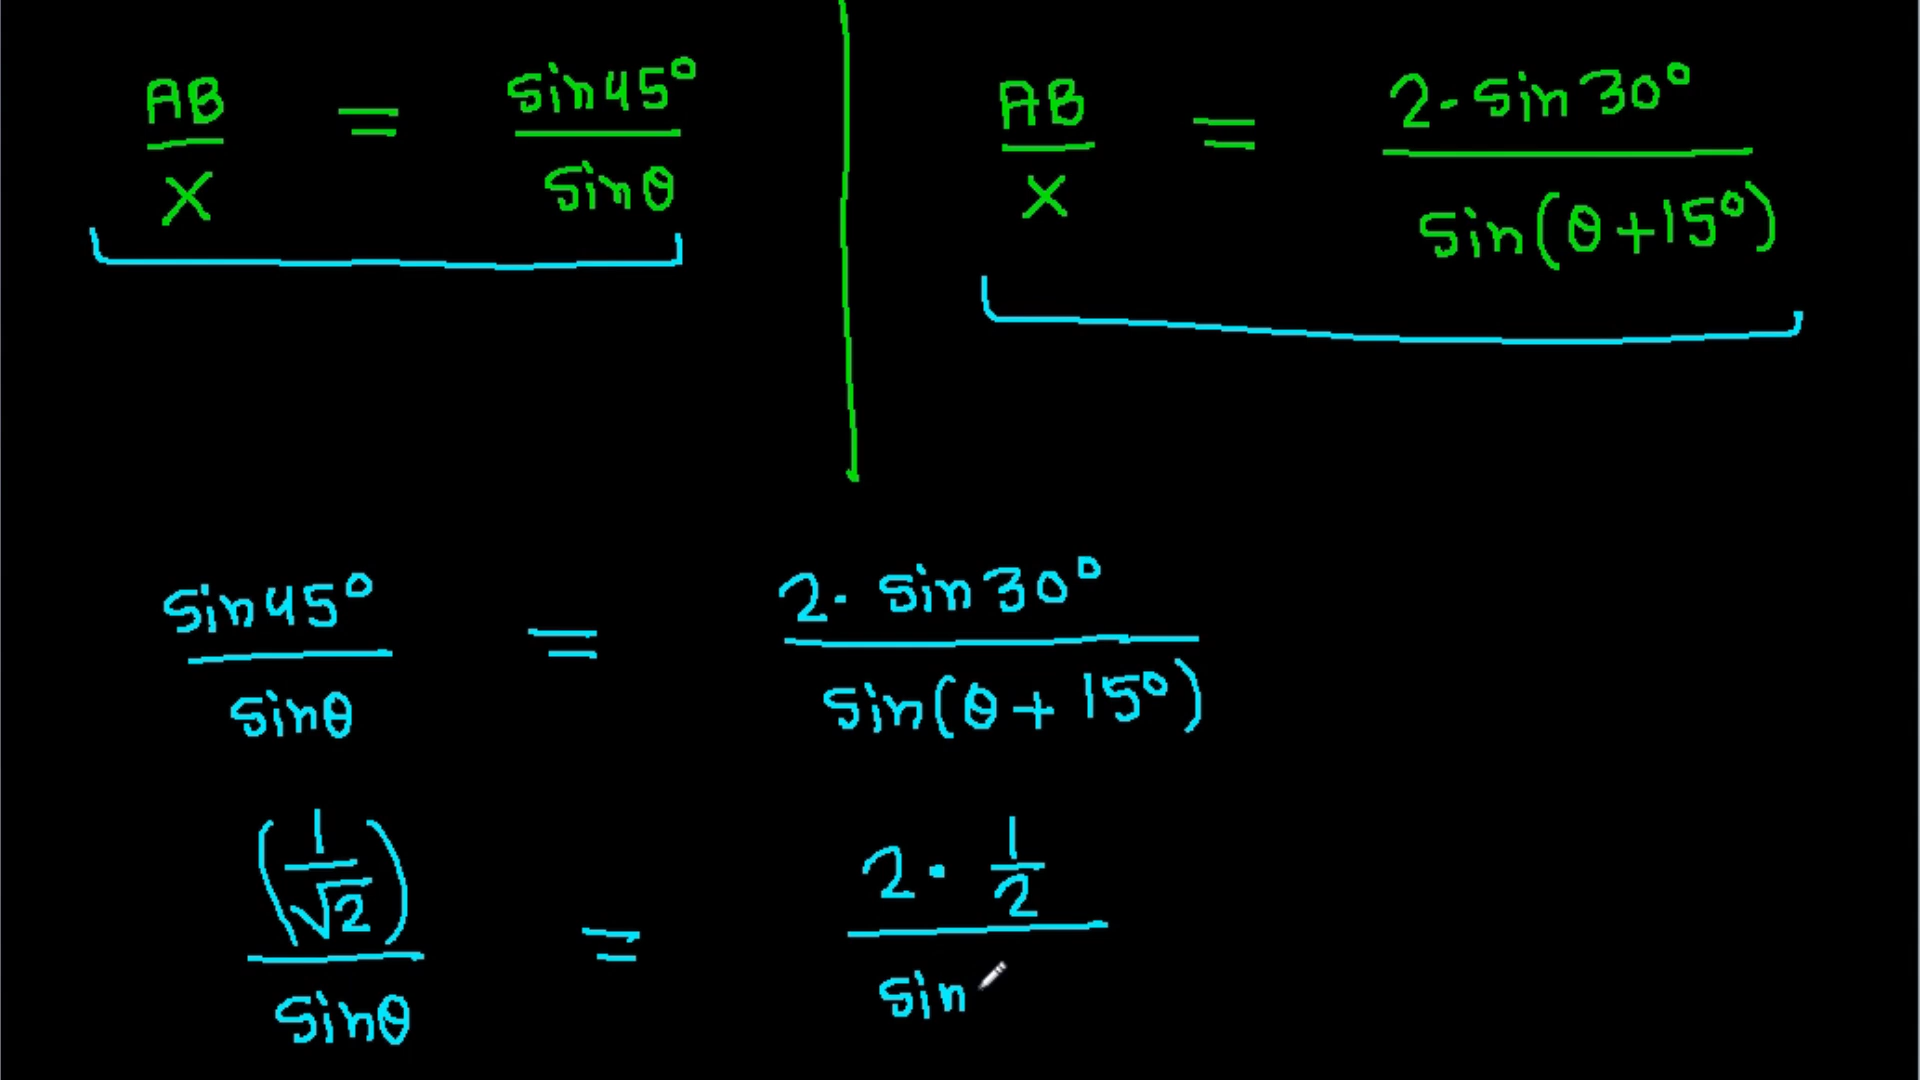 AB/X = sin45°/sinθ
AB/X = 2·sin30°/sin(θ+15°)
sin45°/sinθ = 2·sin30°/sin(θ+15°)
(1/√2)/sinθ = 2·1/2/sin